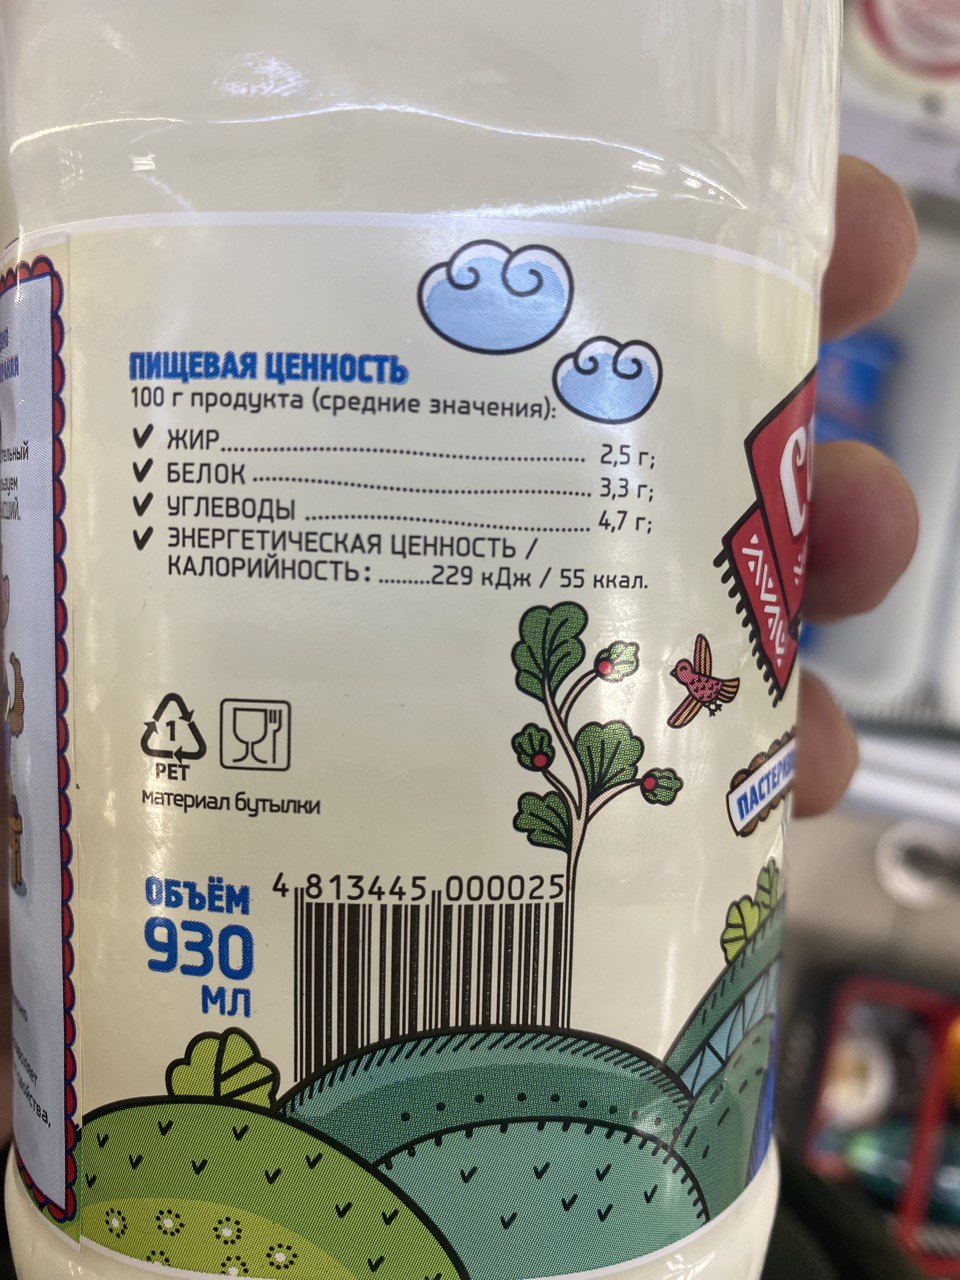 ПИЩЕВАЯ ЦЕННОСТЬ
100 г продукта (средние значения):
✔ ЖИР.......................................... 2,5 г;
✔ БЕЛОК ....................................... 3,3 г;
✔ УГЛЕВОДЫ ................................. 4,7 г;
✔ ЭНЕРГЕТИЧЕСКАЯ ЦЕННОСТЬ /
КАЛОРИЙНОСТЬ: .........229 кДж / 55 ккал.
1
PET
материал бутылки
ОБЪЁМ
930
МЛ
4 813445 000025